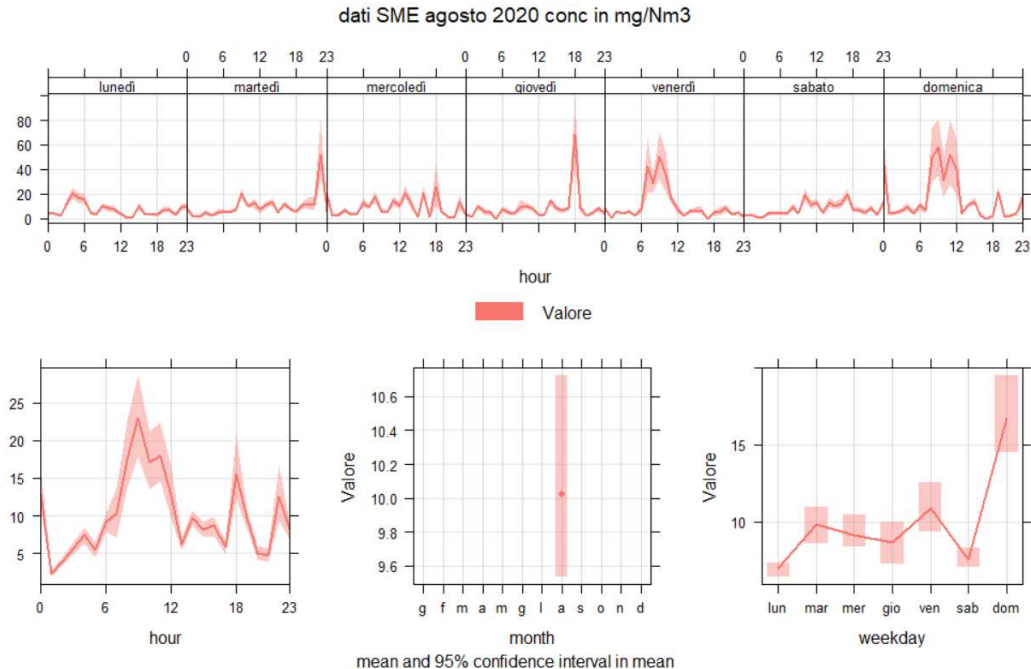 dati SME agosto 2020 conc in mg/Nm3
0 6 12 18 23 0 6 12 18 23 0 6 12 18 23
lunedì martedì mercoledì giovedì venerdì sabato domenica
80
60
40
20
0
0 6 12 18 23 0 6 12 18 23 0 6 12 18 23 0 6 12 18 23
hour
Valore
25
20
15
10
5
0 6 12 18 23
hour
Valore
10.6
10.4
10.2
10.0
9.8
9.6
g f m a m g l a s o n d
month
Valore
15
10
lun mar mer gio ven sab dom
weekday
mean and 95% confidence interval in mean